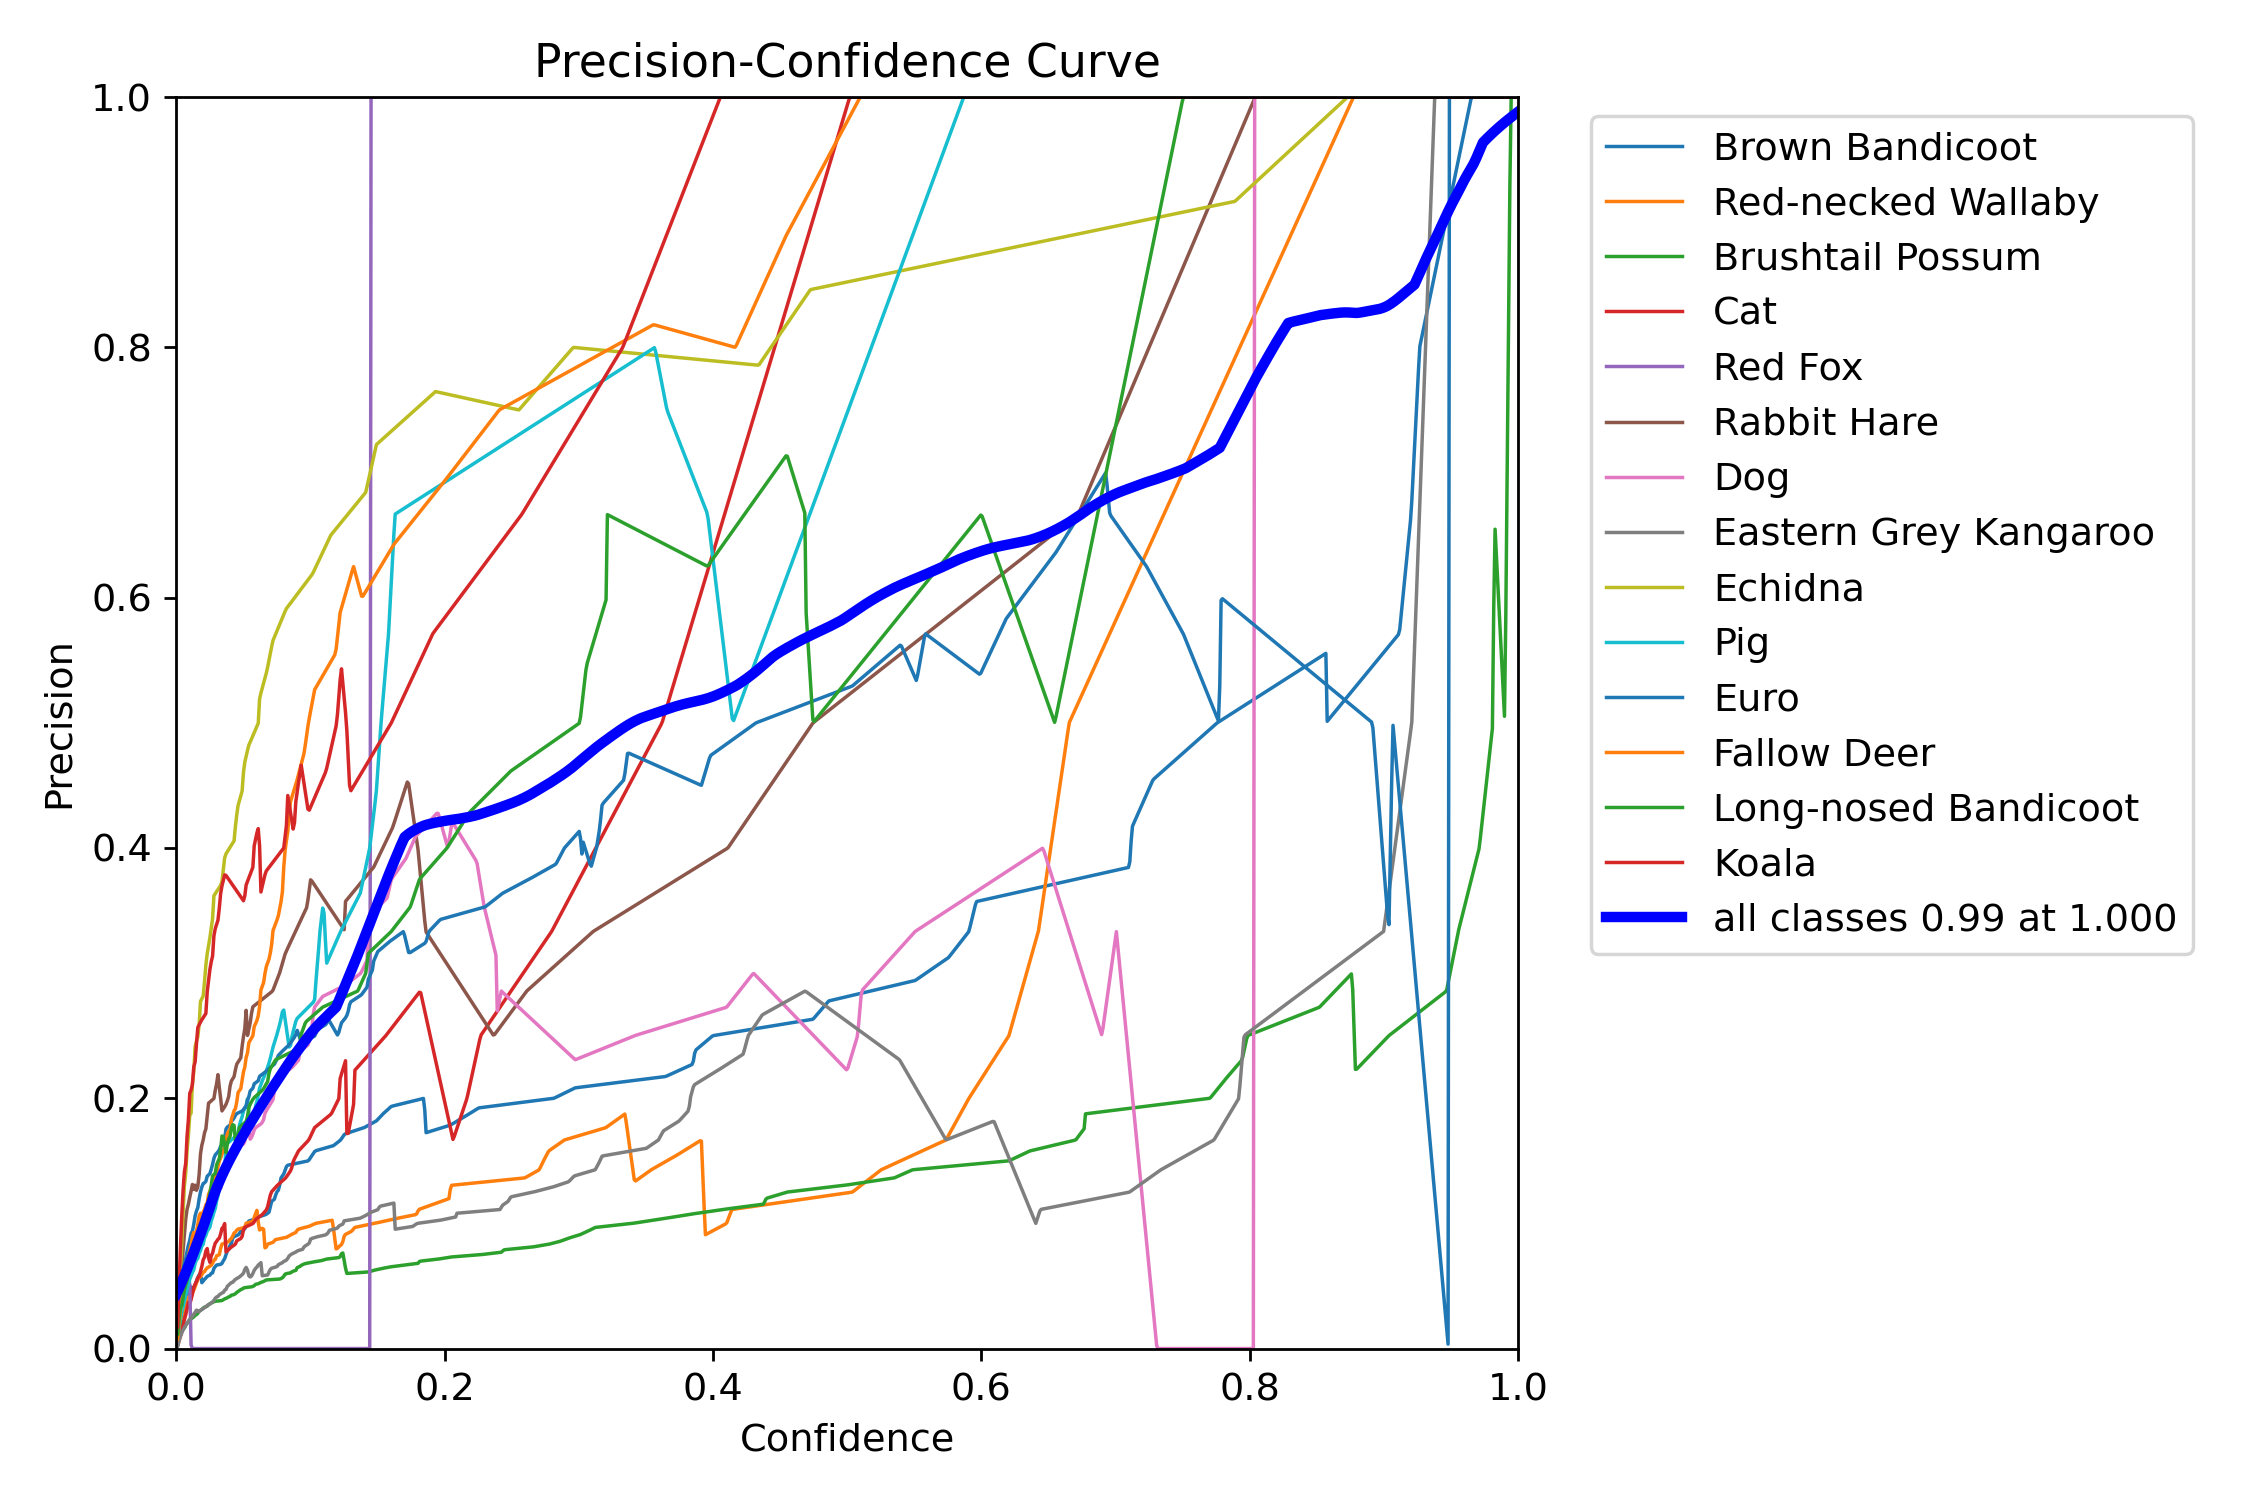 Precision-Confidence Curve
1.0
0.8
0.6
0.4
0.2
0.0
Precision
0.0 0.2 0.4 0.6 0.8 1.0
Confidence
Brown Bandicoot
Red-necked Wallaby
Brushtail Possum
Cat
Red Fox
Rabbit Hare
Dog
Eastern Grey Kangaroo
Echidna
Pig
Euro
Fallow Deer
Long-nosed Bandicoot
Koala
all classes 0.99 at 1.000